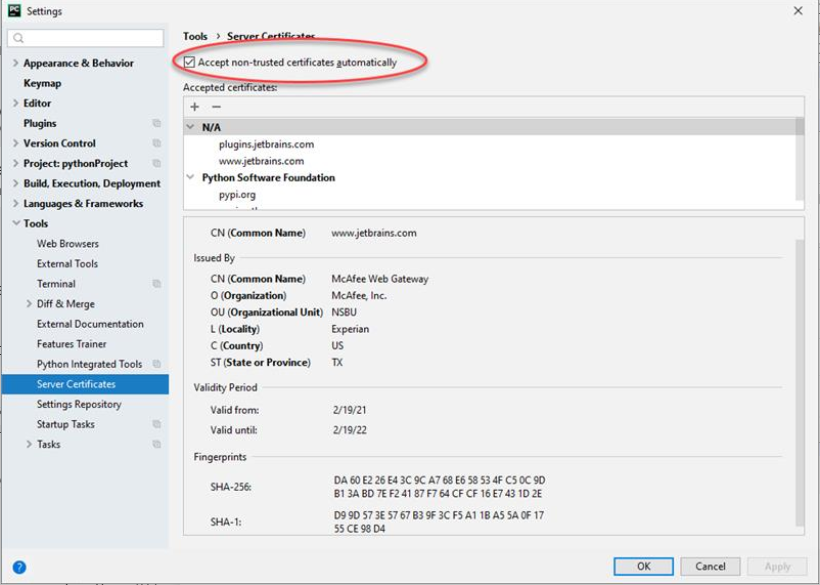 PC Settings
Tools > Server Certificates
Accept non-trusted certificates automatically
Accepted certificates:
N/A
plugins.jetbrains.com
www.jetbrains.com
Python Software Foundation
pypi.org
Appearance & Behavior
Keymap
Editor
Plugins
Version Control
Project: pythonProject
Build, Execution, Deployment
Languages & Frameworks
Tools
Web Browsers
External Tools
Terminal
Diff & Merge
External Documentation
Features Trainer
Python Integrated Tools
Server Certificates
Settings Repository
Startup Tasks
Tasks
CN (Common Name) www.jetbrains.com
Issued By
CN (Common Name) McAfee Web Gateway
O (Organization) McAfee, Inc.
OU (Organizational Unit) NSBU
L (Locality) Experian
C (Country) US
ST (State or Province) TX
Validity Period
Valid from: 2/19/21
Valid until: 2/19/22
Fingerprints
SHA-256: DA 60 E2 26 E4 3C 9C A7 68 E6 58 53 4F C5 0C 9D
B1 3A BD 7E F2 41 87 F7 64 CF CF 16 E7 43 1D 2E
SHA-1: D9 9D 57 3E 57 67 B3 9F 3C F5 A1 1B A5 5A 0F 17
55 CE 98 D4
? OK Cancel Apply